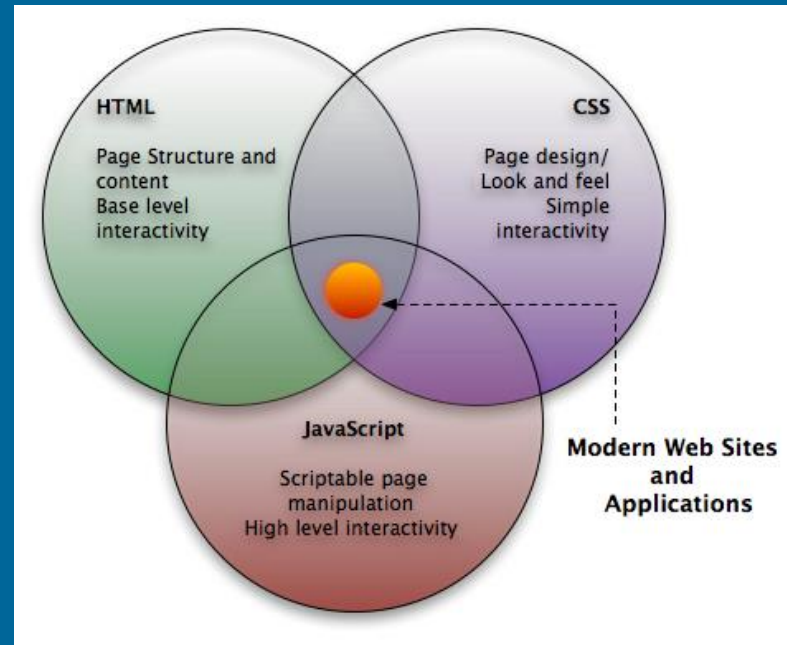 HTML
Page Structure and
content
Base level
interactivity
CSS
Page design/
Look and feel
Simple
interactivity
JavaScript
Scriptable page
manipulation
High level interactivity
Modern Web Sites
and
Applications